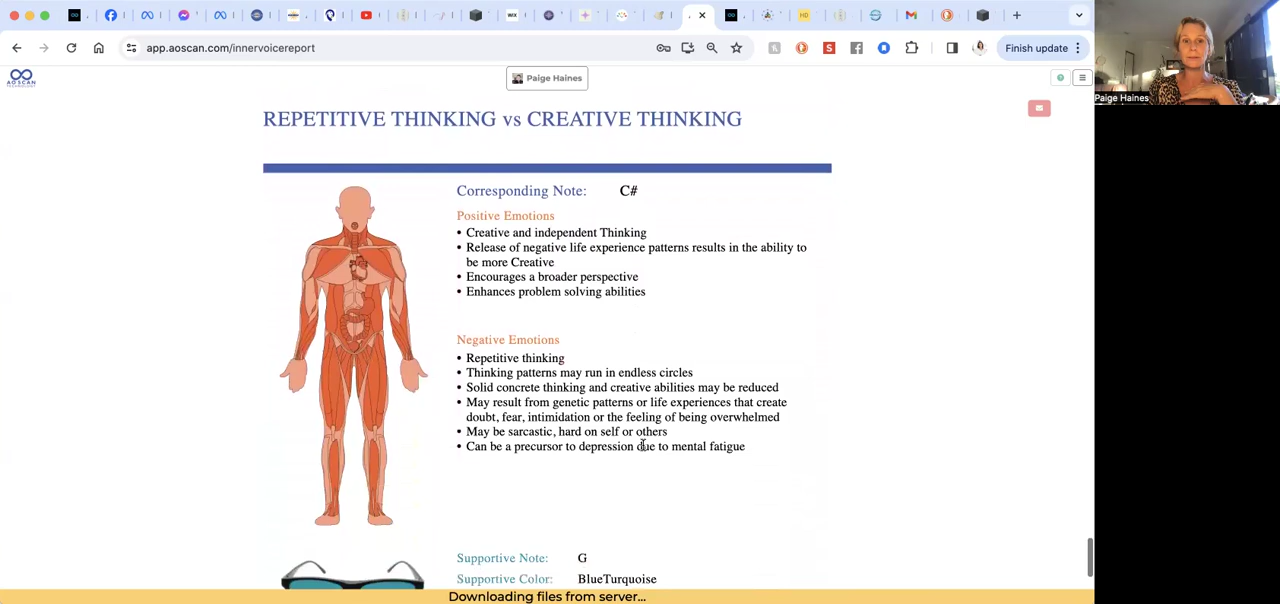 app.aoscan.com/innervoicereport
Finish update
AO SCAN
Paige Haines
Paige Haines
REPETITIVE THINKING vs CREATIVE THINKING
Corresponding Note: C#
Positive Emotions
• Creative and independent Thinking
• Release of negative life experience patterns results in the ability to
be more Creative
• Encourages a broader perspective
• Enhances problem solving abilities
Negative Emotions
• Repetitive thinking
• Thinking patterns may run in endless circles
• Solid concrete thinking and creative abilities may be reduced
• May result from genetic patterns or life experiences that create
doubt, fear, intimidation or the feeling of being overwhelmed
• May be sarcastic, hard on self or others
• Can be a precursor to depression due to mental fatigue
Supportive Note: G
Supportive Color: BlueTurquoise
Downloading files from server...